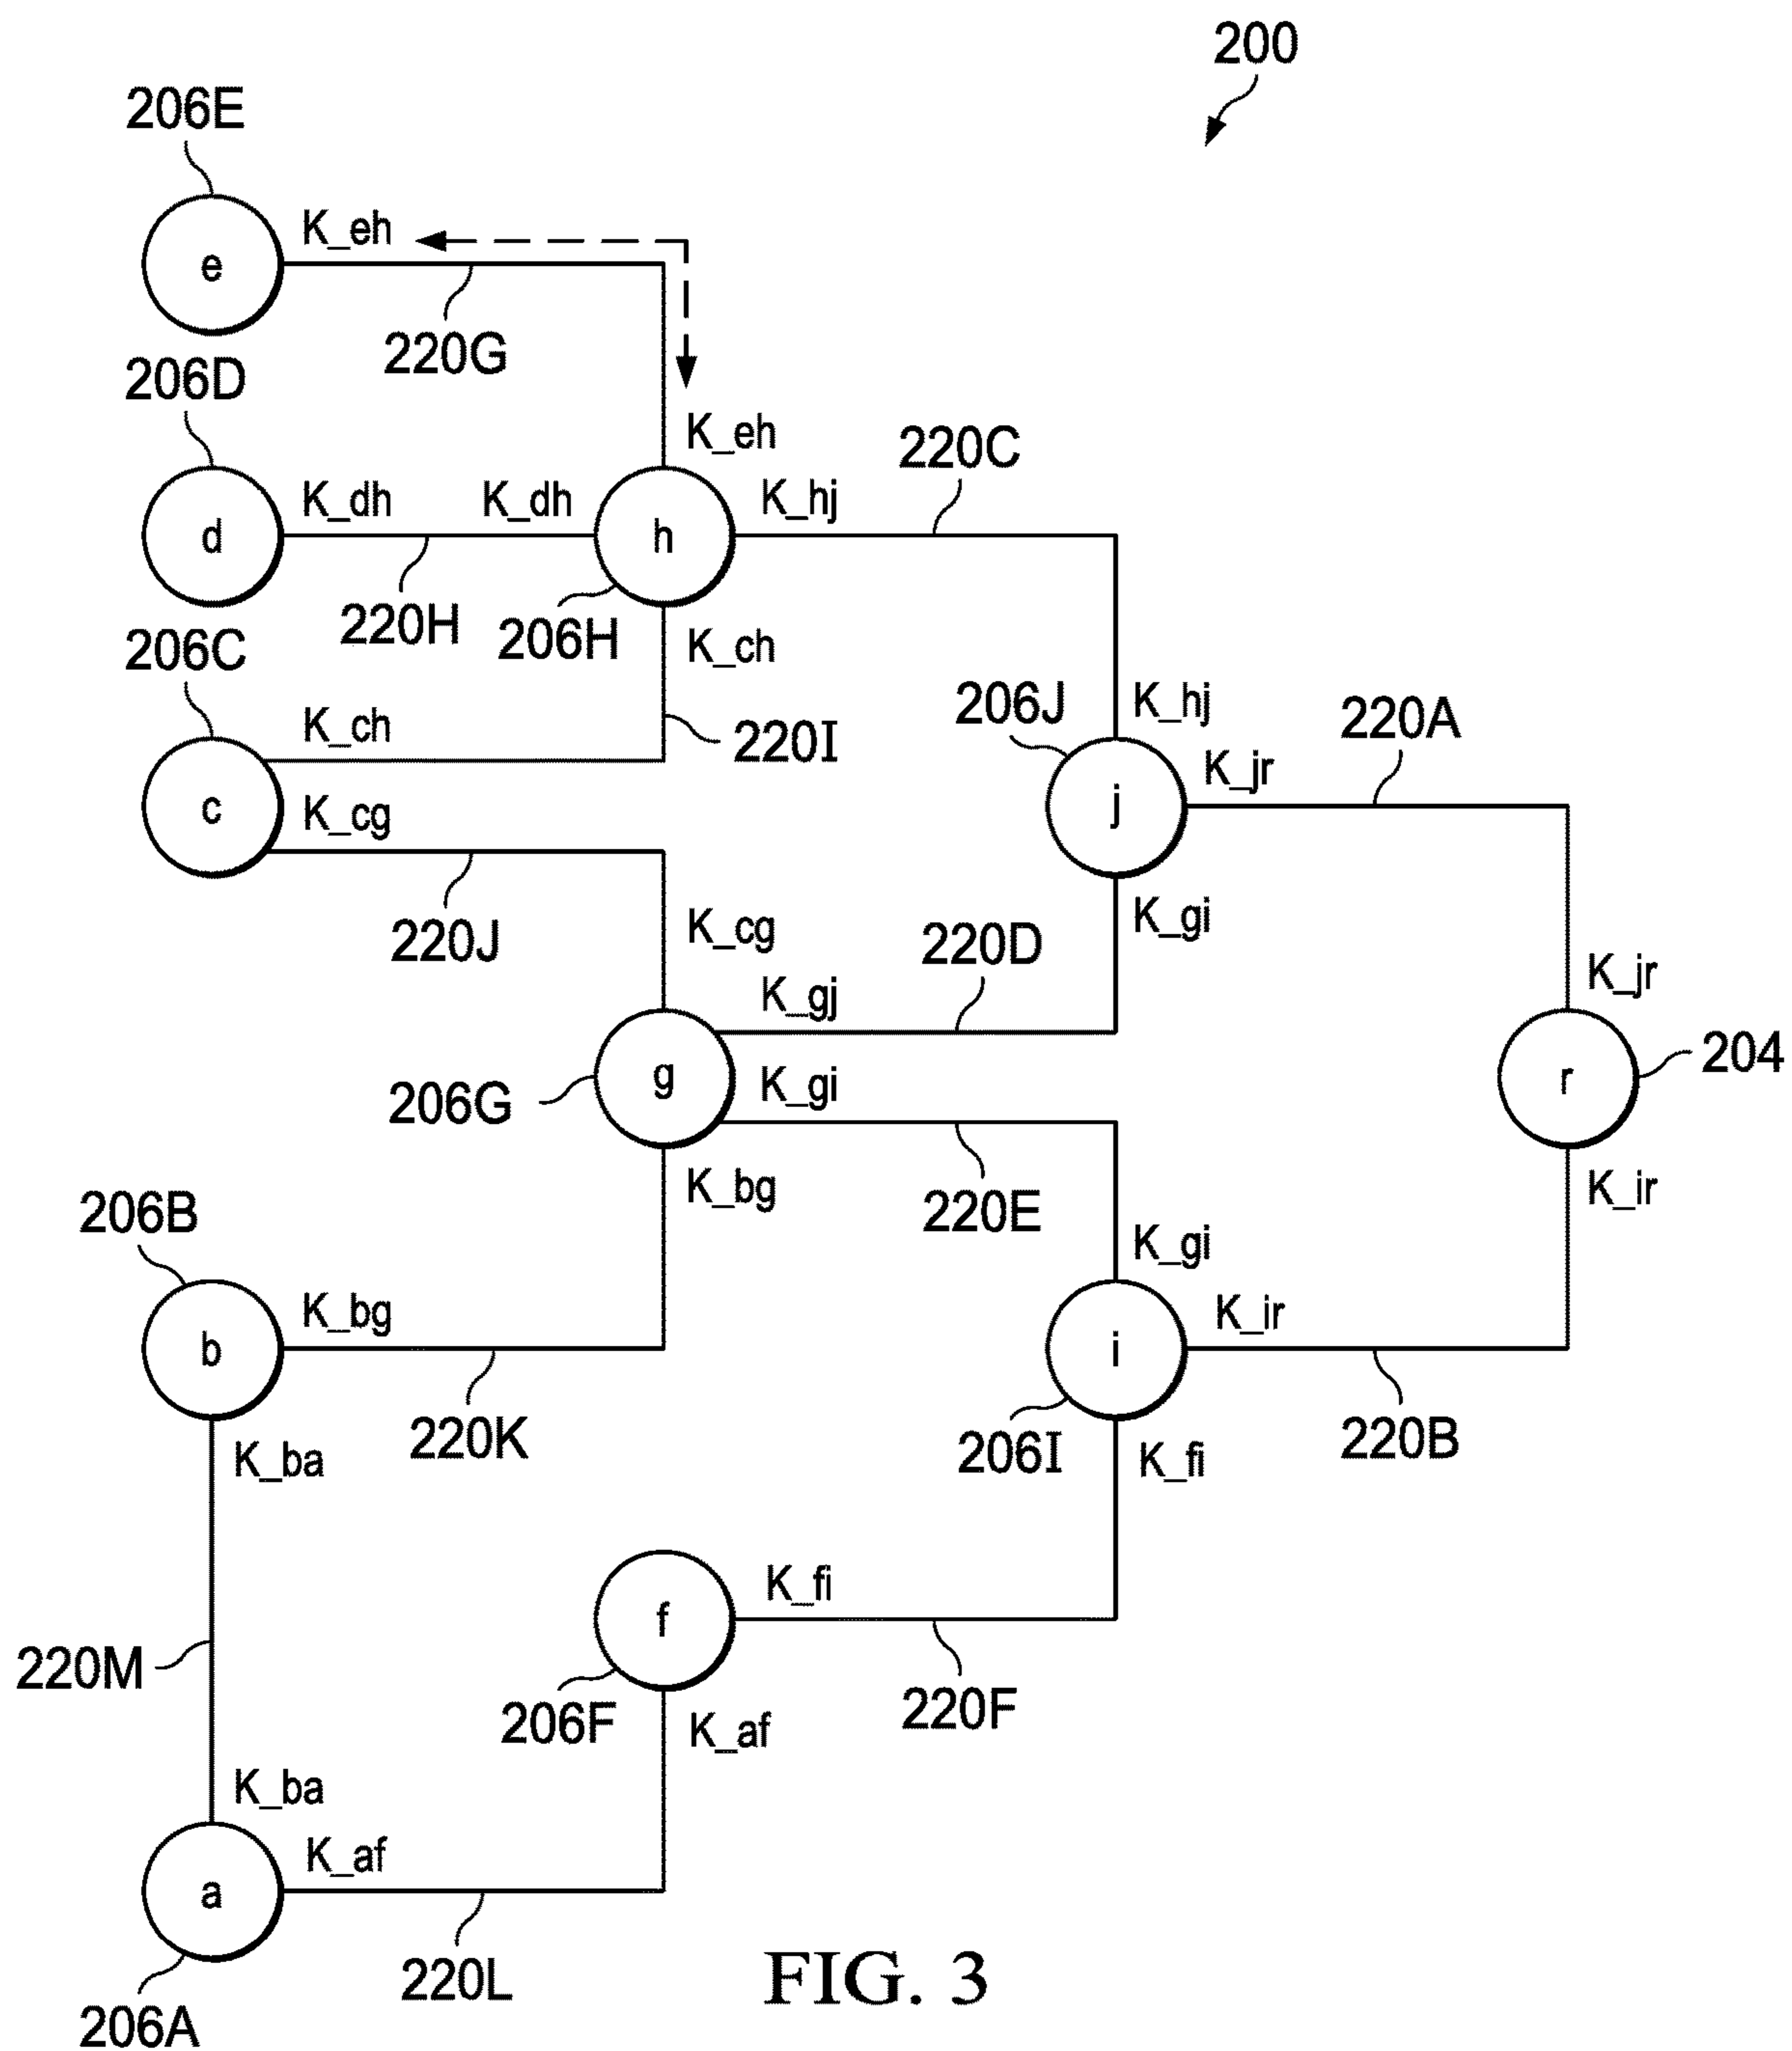 200
206E
K_eh
e
220G
206D
K_eh
220C
K_dh
K_dh
K_hj
d
h
220H
206H
K_ch
206C
K_ch
220I
206J
K_hj
220A
K_jr
c
K_cg
j
220J
K_cg
220D
K_gi
K_gj
K_jr
g
K_gi
r
204
206G
K_bg
220E
K_ir
206B
K_gi
K_bg
K_ir
b
i
220K
206I
220B
K_ba
K_fi
K_fi
f
220M
206F
K_af
220F
K_ba
K_af
a
220L
206A
FIG. 3